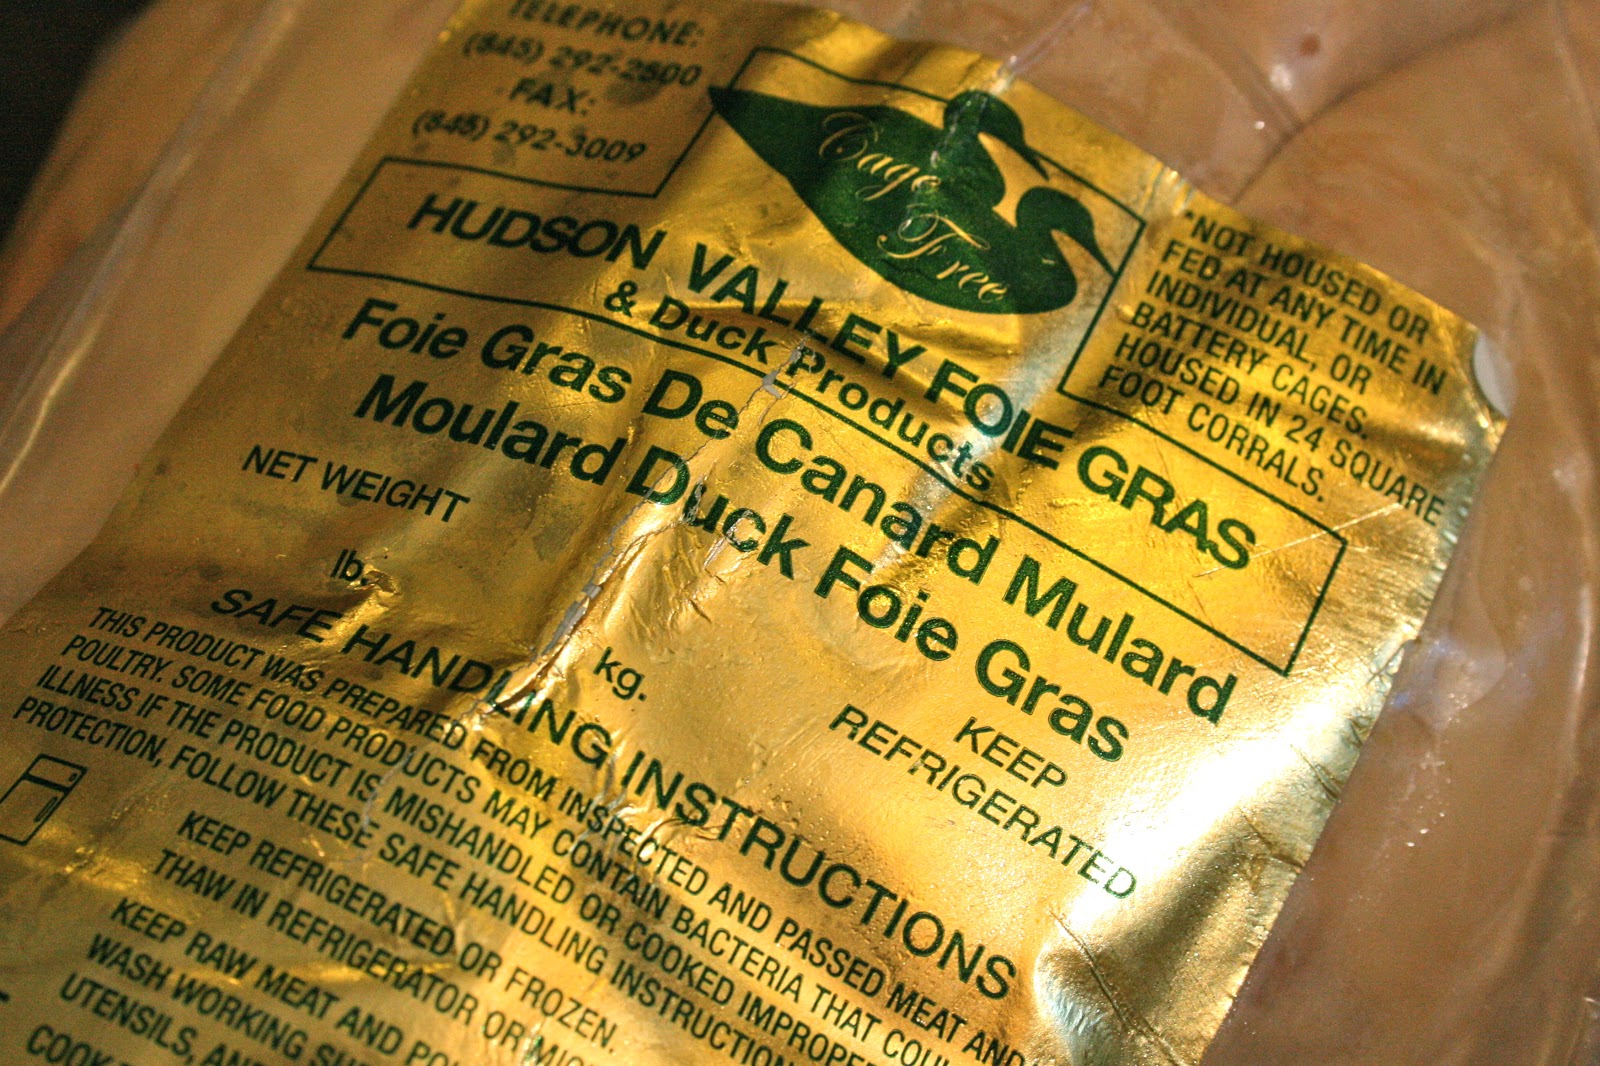 TELEPHONE:
(845) 292-2500
FAX:
(845) 292-3009
Cage
Free
*NOT HOUSED OR
FED AT ANY TIME IN
INDIVIDUAL, OR
BATTERY CAGES.
HOUSED IN 24 SQUARE
FOOT CORRALS.
HUDSON VALLEY FOIE GRAS
& Duck Products
Foie Gras De Canard Mulard
Moulard Duck Foie Gras
NET WEIGHT
lb.
kg.
KEEP
REFRIGERATED
SAFE HANDLING INSTRUCTIONS
THIS PRODUCT WAS PREPARED FROM INSPECTED AND PASSED MEAT AND
POULTRY. SOME FOOD PRODUCTS MAY CONTAIN BACTERIA THAT
ILLNESS IF THE PRODUCT IS MISHANDLED OR COOKED
PROTECTION, FOLLOW THESE SAFE HANDLING
KEEP REFRIGERATED OR FROZEN.
THAW IN REFRIGERATOR OR
KEEP RAW MEAT AND
WASH WORKING
UTENSILS,
COOK